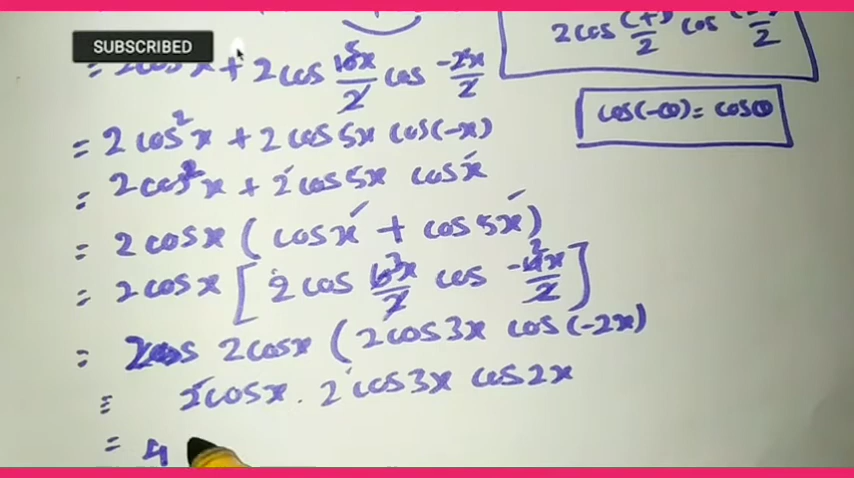 2cos (+)/2 cos /2
SUBSCRIBED
= 2cos²x + 2cos 10x/2 cos -2x/2
cos(-θ) = cosθ
= 2cos²x + 2cos5x cos(-x)
= 2cos²x + 2cos5x cosx
= 2cosx ( cosx + cos5x )
= 2cosx [ 2cos 6x/2 cos -4x/2 ]
= 2cosx ( 2cos3x cos(-2x)
= 2cosx . 2cos3x cos2x
= 4